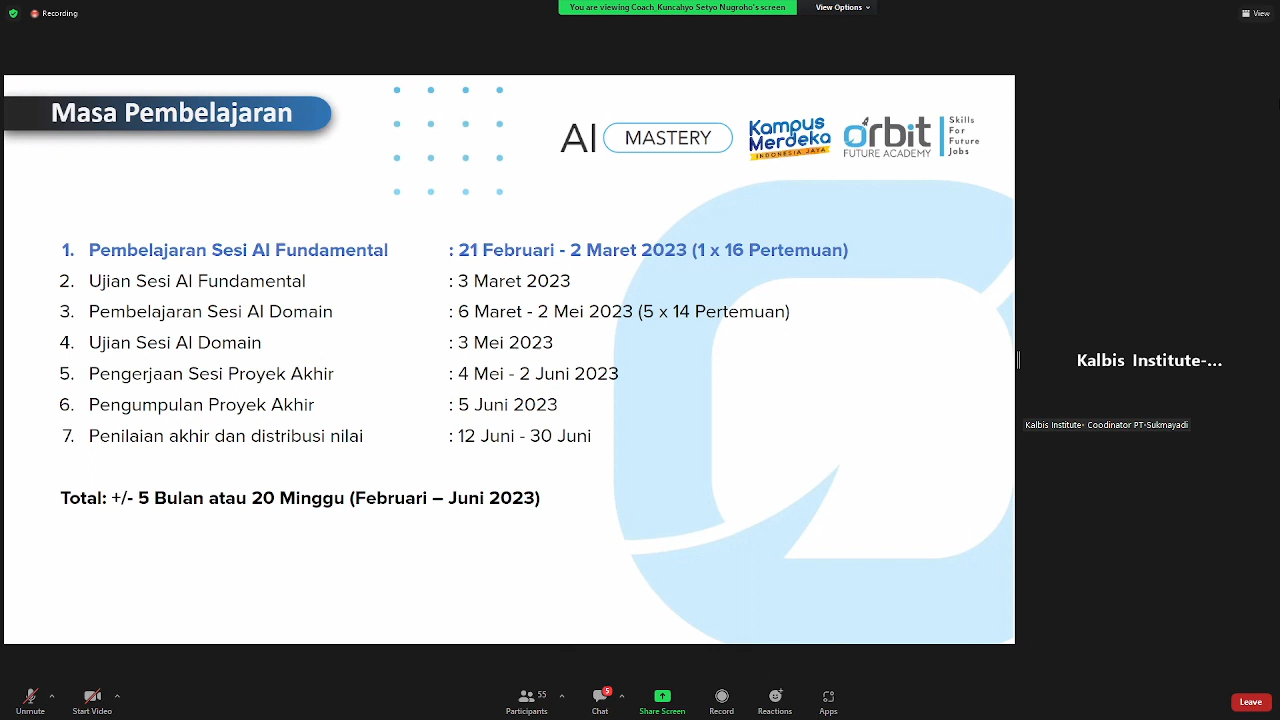 Recording
You are viewing Coach_Kuncahyo Setyo Nugroho's screen
View Options
View
Masa Pembelajaran
AI MASTERY
Kampus
Merdeka
INDONESIA JAYA
orbit
FUTURE ACADEMY
Skills
For
Future
Jobs
1. Pembelajaran Sesi AI Fundamental : 21 Februari - 2 Maret 2023 (1 x 16 Pertemuan)
2. Ujian Sesi AI Fundamental : 3 Maret 2023
3. Pembelajaran Sesi AI Domain : 6 Maret - 2 Mei 2023 (5 x 14 Pertemuan)
4. Ujian Sesi AI Domain : 3 Mei 2023
5. Pengerjaan Sesi Proyek Akhir : 4 Mei - 2 Juni 2023
6. Pengumpulan Proyek Akhir : 5 Juni 2023
7. Penilaian akhir dan distribusi nilai : 12 Juni - 30 Juni
Total: +/- 5 Bulan atau 20 Minggu (Februari – Juni 2023)
Kalbis Institute-...
Kalbis Institute- Coodinator PT-Sukmayadi
Unmute
Start Video
55
Participants
5
Chat
Share Screen
Record
Reactions
Apps
Leave